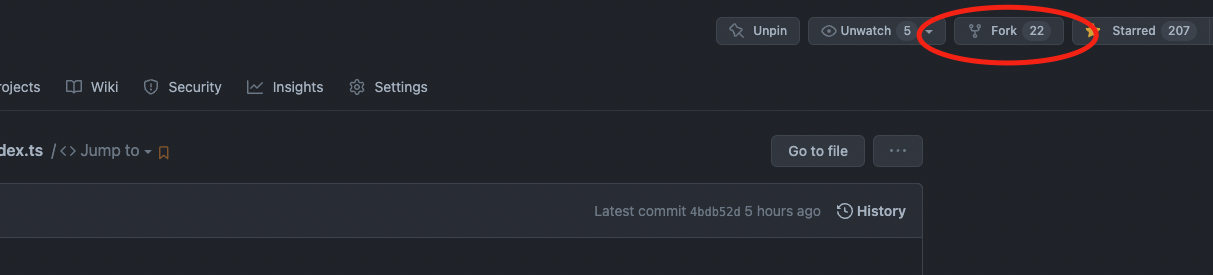 Unpin Unwatch 5 Fork 22 Starred 207
rojects Wiki Security Insights Settings
dex.ts / Jump to Go to file ...
Latest commit 4bdb52d 5 hours ago History